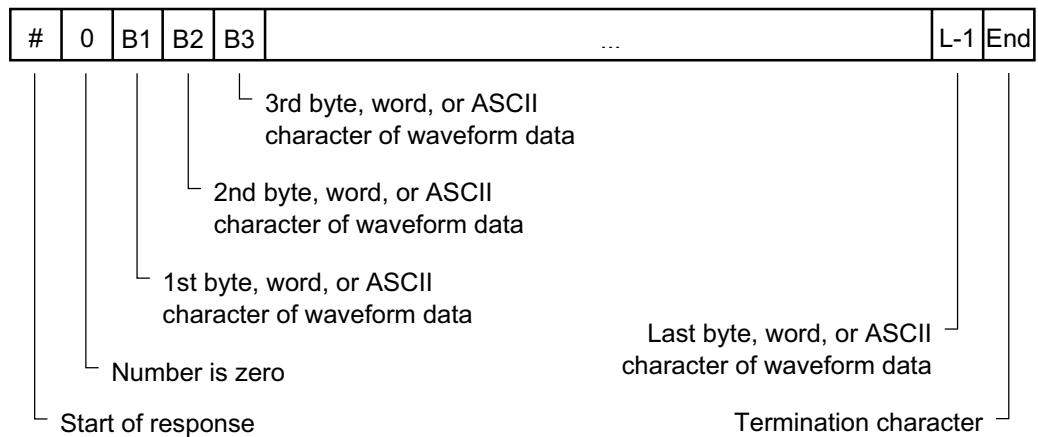 # 0 B1 B2 B3 ... L-1 End
3rd byte, word, or ASCII
character of waveform data
2nd byte, word, or ASCII
character of waveform data
1st byte, word, or ASCII
character of waveform data
Last byte, word, or ASCII
character of waveform data
Number is zero
Start of response
Termination character